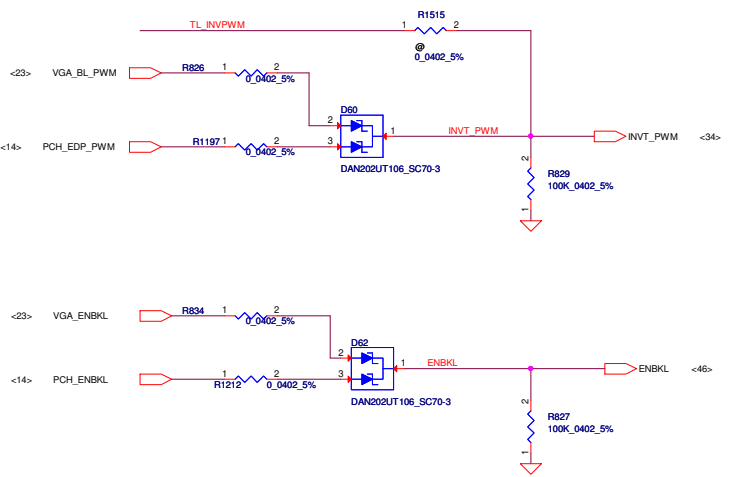 R1515
TL_INVPWM
1
2
@
0_0402_5%
<23>
VGA_BL_PWM
R826
1
2
0_0402_5%
D60
2
1
INVT_PWM
INVT_PWM
<34>
<14>
PCH_EDP_PWM
R1197
1
2
0_0402_5%
3
DAN202UT106_SC70-3
2
R829
100K_0402_5%
1
<23>
VGA_ENBKL
R834
1
2
0_0402_5%
D62
2
1
ENBKL
ENBKL
<46>
<14>
PCH_ENBKL
1
2
3
R1212
0_0402_5%
DAN202UT106_SC70-3
2
R827
100K_0402_5%
1